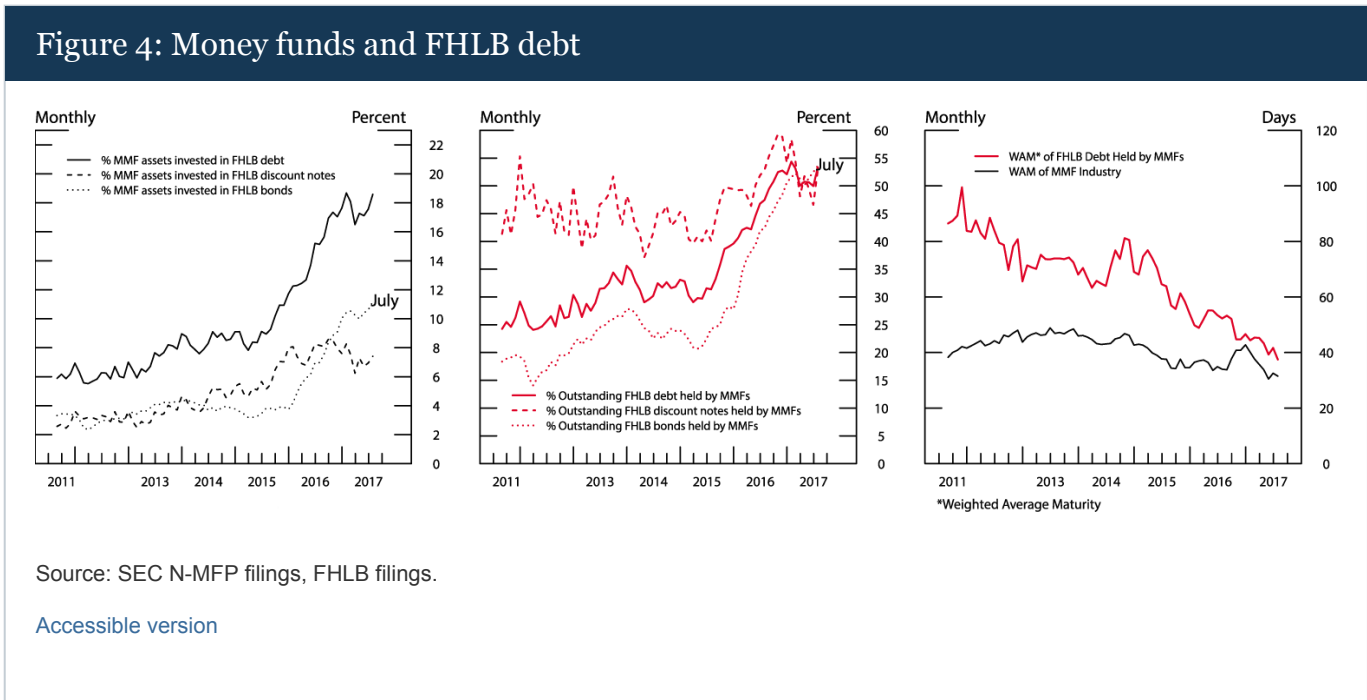 Figure 4: Money funds and FHLB debt
Monthly Percent
22
20
18
16
14
12
10
8
6
4
2
0
% MMF assets invested in FHLB debt
% MMF assets invested in FHLB discount notes
% MMF assets invested in FHLB bonds
July
2011 2013 2014 2015 2016 2017
Monthly Percent
60
55
50
45
40
35
30
25
20
15
10
5
0
July
% Outstanding FHLB debt held by MMFs
% Outstanding FHLB discount notes held by MMFs
% Outstanding FHLB bonds held by MMFs
2011 2013 2014 2015 2016 2017
Monthly Days
120
100
80
60
40
20
0
WAM* of FHLB Debt Held by MMFs
WAM of MMF Industry
2011 2013 2014 2015 2016 2017
*Weighted Average Maturity
Source: SEC N-MFP filings, FHLB filings.
Accessible version